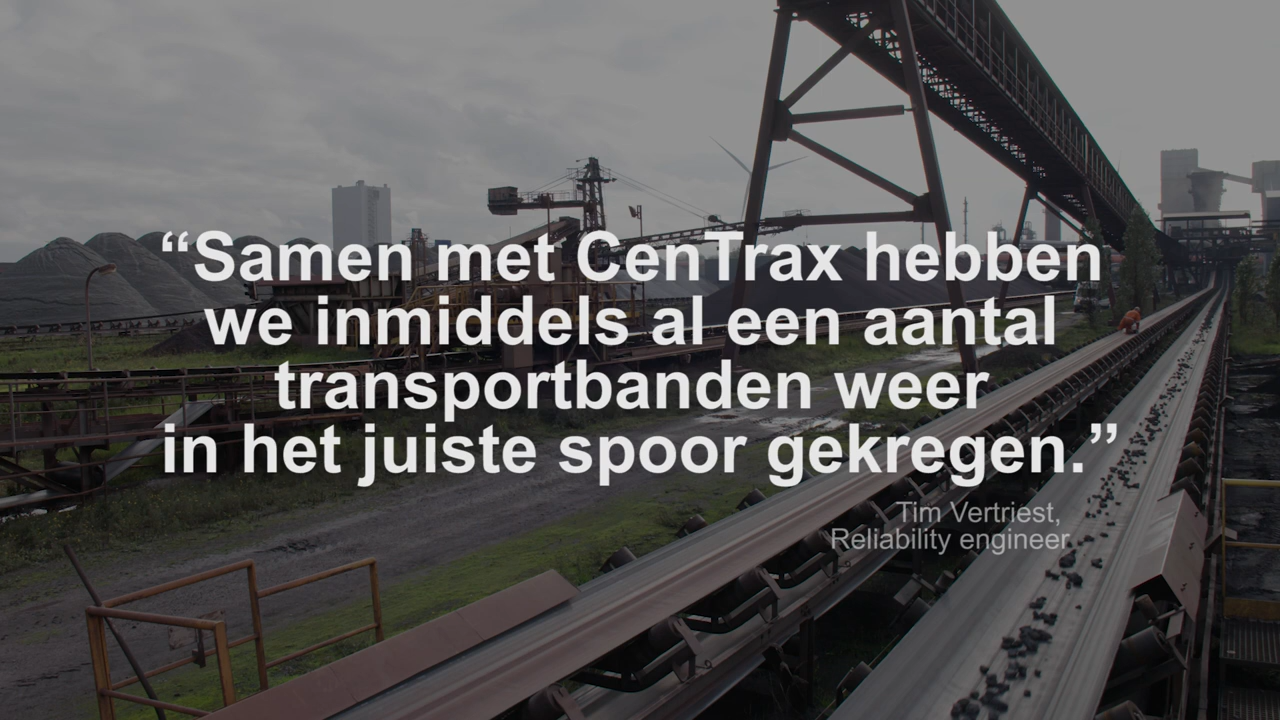 “Samen met CenTrax hebben
we inmiddels al een aantal
transportbanden weer
in het juiste spoor gekregen.”
Tim Vertriest,
Reliability engineer